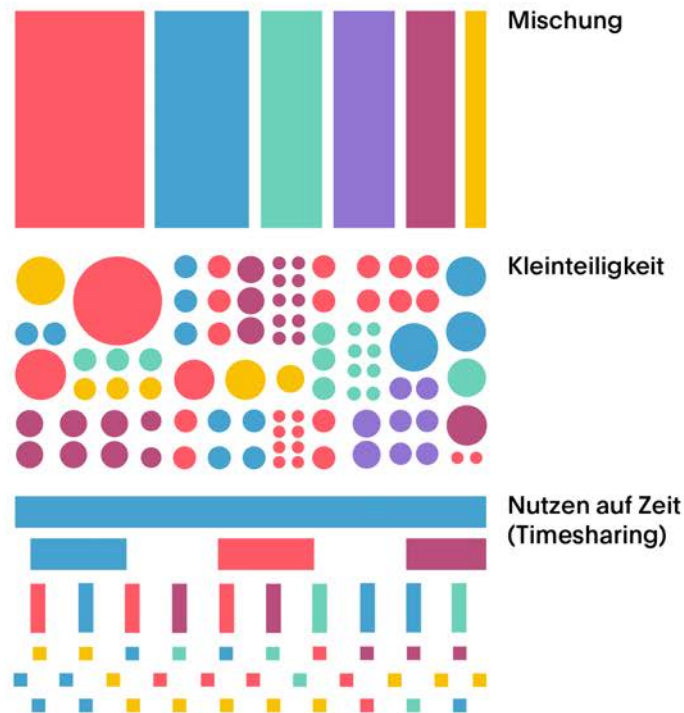 Mischung
Kleinteiligkeit
Nutzen auf Zeit
(Timesharing)